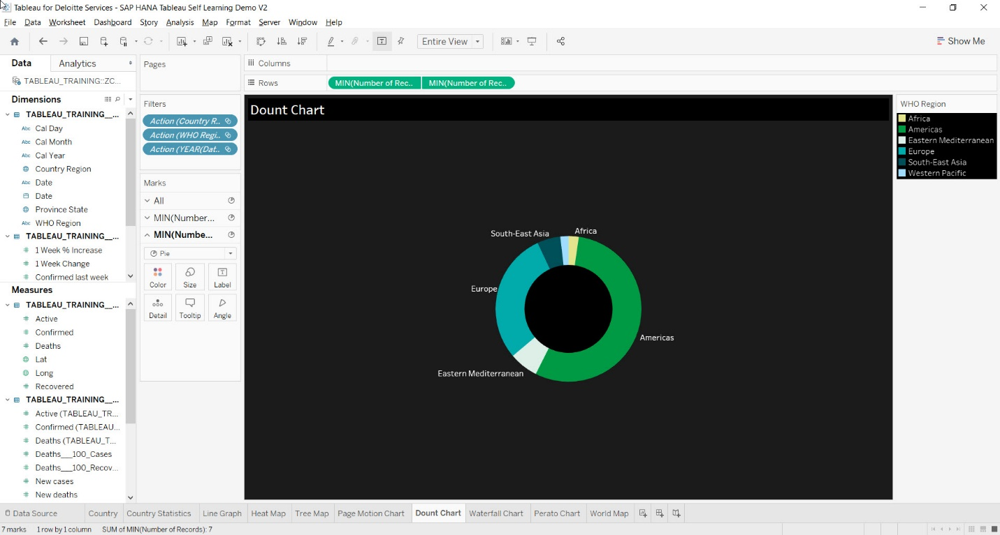 Tableau for Deloitte Services - SAP HANA Tableau Self Learning Demo V2
File Data Worksheet Dashboard Story Analysis Map Format Server Window Help
Entire View
Show Me
Data Analytics
TABLEAU_TRAINING::ZC...
Dimensions
TABLEAU_TRAINING__...
Abc Cal Day
Abc Cal Month
Abc Cal Year
Country Region
Abc Date
Date
Province State
Abc WHO Region
TABLEAU_TRAINING__...
1 Week % Increase
1 Week Change
Confirmed last week
Measures
TABLEAU_TRAINING__...
Active
Confirmed
Deaths
Lat
Long
Recovered
TABLEAU_TRAINING__...
Active (TABLEAU_TR...
Confirmed (TABLEAU...
Deaths (TABLEAU_T...
Deaths___100_Cases
Deaths___100_Recov...
New cases
New deaths
Pages
Filters
Action (Country R..
Action (WHO Regi..
Action (YEAR(Dat..
Marks
All
MIN(Number...
MIN(Numbe...
Pie
Color Size Label
Detail Tooltip Angle
Columns
Rows MIN(Number of Rec.. MIN(Number of Rec..
Dount Chart
South-East Asia
Africa
Europe
Americas
Eastern Mediterranean
WHO Region
Africa
Americas
Eastern Mediterranean
Europe
South-East Asia
Western Pacific
Data Source Country Country Statistics Line Graph Heat Map Tree Map Page Motion Chart Dount Chart Waterfall Chart Perato Chart World Map
7 marks 1 row by 1 column SUM of MIN(Number of Records): 7